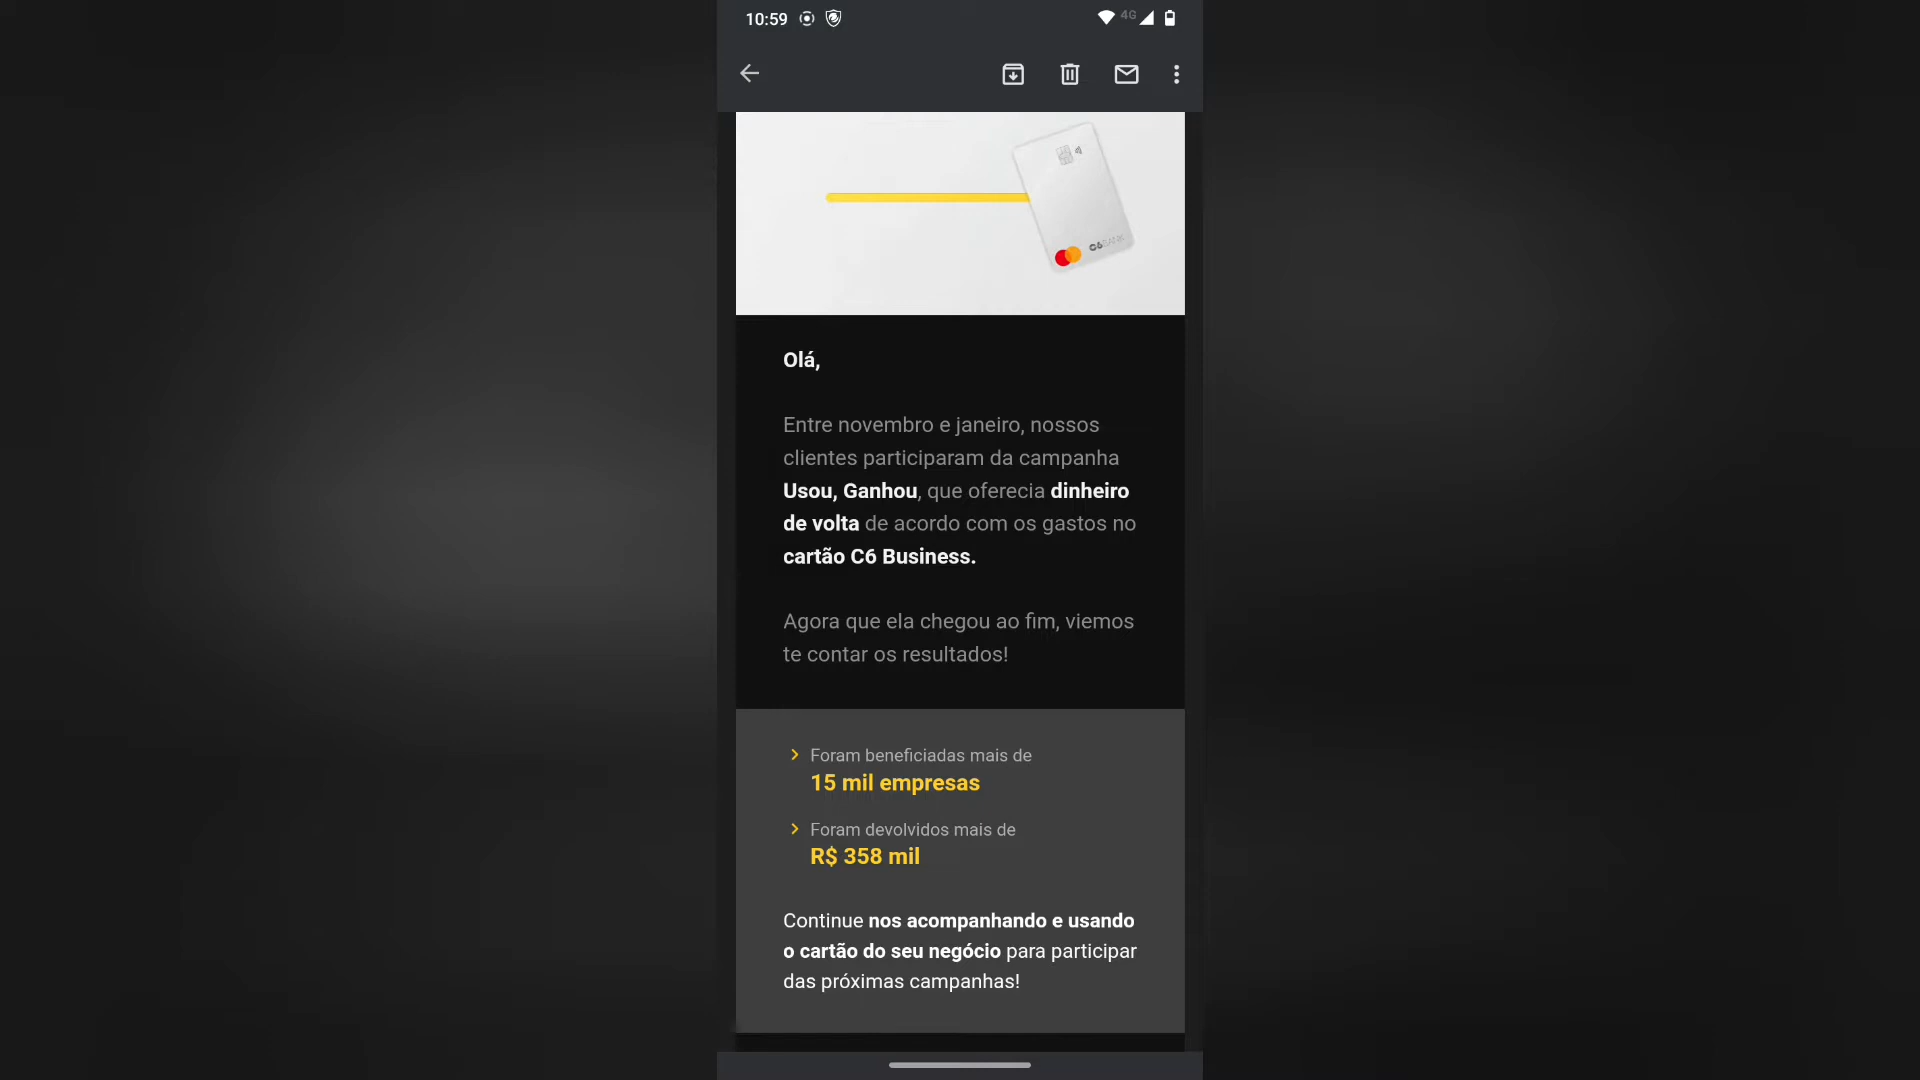 10:59
4G
C6BANK
Olá,
Entre novembro e janeiro, nossos
clientes participaram da campanha
Usou, Ganhou, que oferecia dinheiro
de volta de acordo com os gastos no
cartão C6 Business.
Agora que ela chegou ao fim, viemos
te contar os resultados!
Foram beneficiadas mais de
15 mil empresas
Foram devolvidos mais de
R$ 358 mil
Continue nos acompanhando e usando
o cartão do seu negócio para participar
das próximas campanhas!